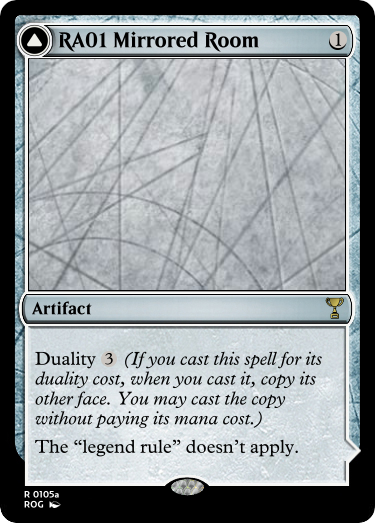 RA01 Mirrored Room 1
Artifact
Duality 3 (If you cast this spell for its
duality cost, when you cast it, copy its
other face. You may cast the copy
without paying its mana cost.)
The “legend rule” doesn’t apply.
R 0105a
ROG